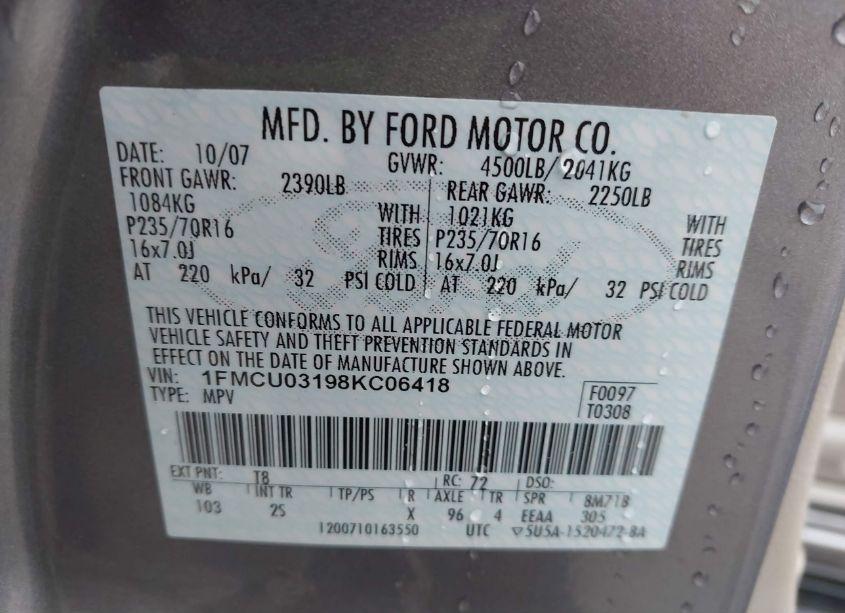 MFD. BY FORD MOTOR CO.
DATE: 10/07 GVWR: 4500LB/ 2041KG
FRONT GAWR: 2390LB REAR GAWR: 2250LB
1084KG WITH 1021KG WITH
P235/70R16 TIRES P235/70R16 TIRES
16x7.0J RIMS 16x7.0J RIMS
AT 220 kPa/ 32 PSI COLD AT 220 kPa/ 32 PSI COLD
THIS VEHICLE CONFORMS TO ALL APPLICABLE FEDERAL MOTOR
VEHICLE SAFETY AND THEFT PREVENTION STANDARDS IN
EFFECT ON THE DATE OF MANUFACTURE SHOWN ABOVE.
VIN: 1FMCU03198KC06418
TYPE: MPV
F0097
T0308
EXT PNT: T8 RC: 72 DSO:
WB INT TR TP/PS R AXLE TR SPR 8M718
103 2S X 96 4 EEAA 305
1200710163550 UTC ▽5U5A-1520472-BA